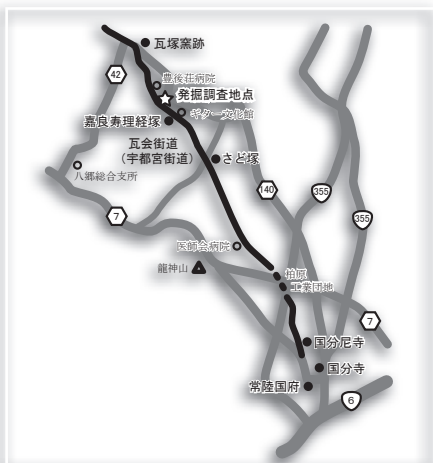 瓦塚窯跡
42
豊後荘病院
発掘調査地点
ギター文化館
嘉良寿理経塚
瓦会街道
（宇都宮街道）
さど塚
八郷総合支所
140
355
7
355
医師会病院
龍神山
柏原
工業団地
7
国分尼寺
国分寺
常陸国府
6